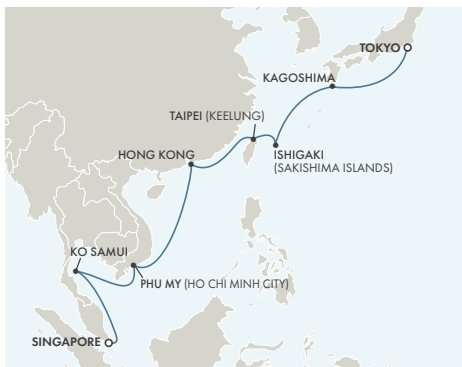 TOKYO
KAGOSHIMA
TAIPEI (KEELUNG)
HONG KONG
ISHIGAKI
(SAKISHIMA ISLANDS)
KO SAMUI
PHU MY (HO CHI MINH CITY)
SINGAPORE